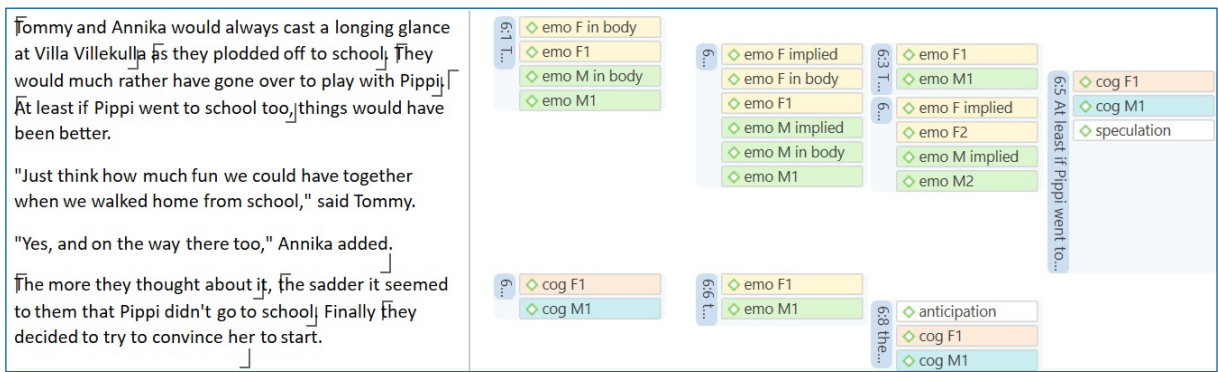 Tommy and Annika would always cast a longing glance
at Villa Villekulla as they plodded off to school. They
would much rather have gone over to play with Pippi.
At least if Pippi went to school too, things would have
been better.
"Just think how much fun we could have together
when we walked home from school," said Tommy.
"Yes, and on the way there too," Annika added.
The more they thought about it, the sadder it seemed
to them that Pippi didn't go to school. Finally they
decided to try to convince her to start.
6:1 T...
emo F in body
emo F1
emo M in body
emo M1
6...
emo F implied
emo F in body
emo F1
emo M implied
emo M in body
emo M1
6:3 T...
emo F1
emo M1
6...
emo F implied
emo F2
emo M implied
emo M2
6:5 At least if Pippi went to...
cog F1
cog M1
speculation
6...
cog F1
cog M1
6:6 t...
emo F1
emo M1
6:8 the...
anticipation
cog F1
cog M1